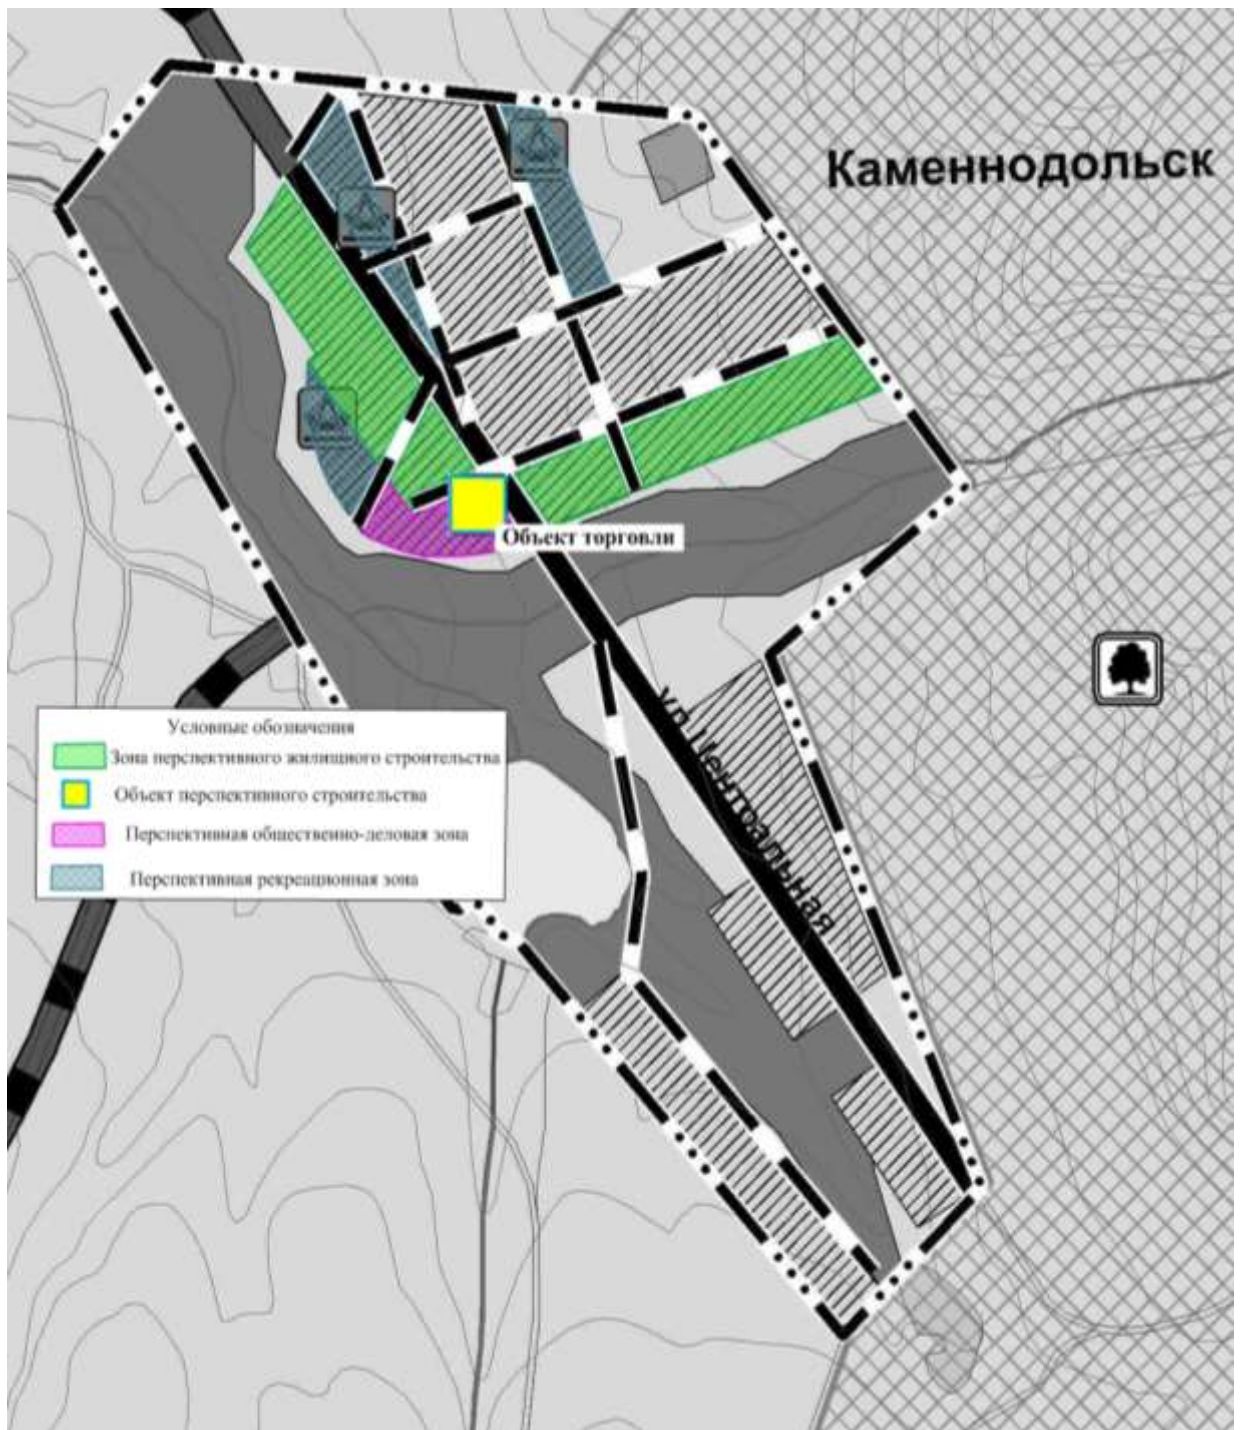 Каменнодольск
Объект торговли
ул. Центральная
Условные обозначения
Зона перспективного жилищного строительства
Объект перспективного строительства
Перспективная общественно-деловая зона
Перспективная рекреационная зона